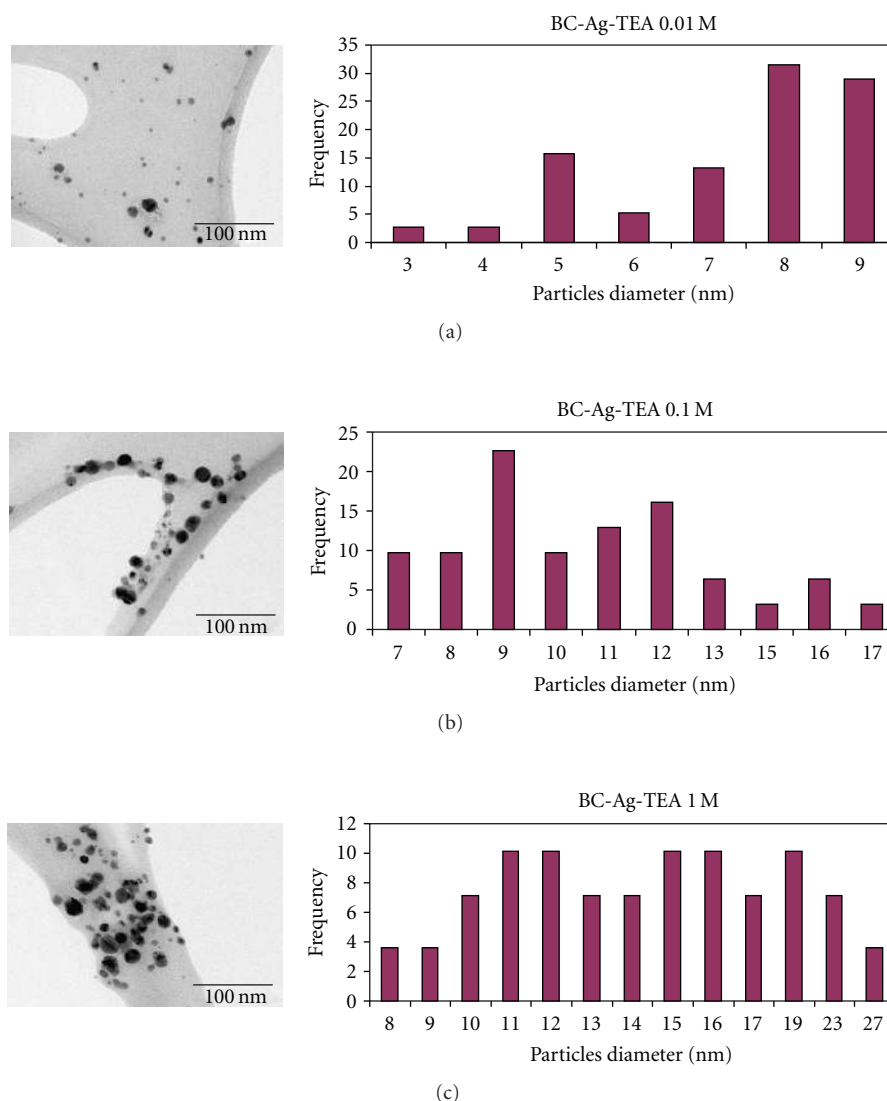 BC-Ag-TEA 0.01 M
35
30
25
20
15
10
5
0
Frequency
3 4 5 6 7 8 9
Particles diameter (nm)
100 nm
(a)
BC-Ag-TEA 0.1 M
25
20
15
10
5
0
Frequency
7 8 9 10 11 12 13 15 16 17
Particles diameter (nm)
100 nm
(b)
BC-Ag-TEA 1 M
12
10
8
6
4
2
0
Frequency
8 9 10 11 12 13 14 15 16 17 19 23 27
Particles diameter (nm)
100 nm
(c)